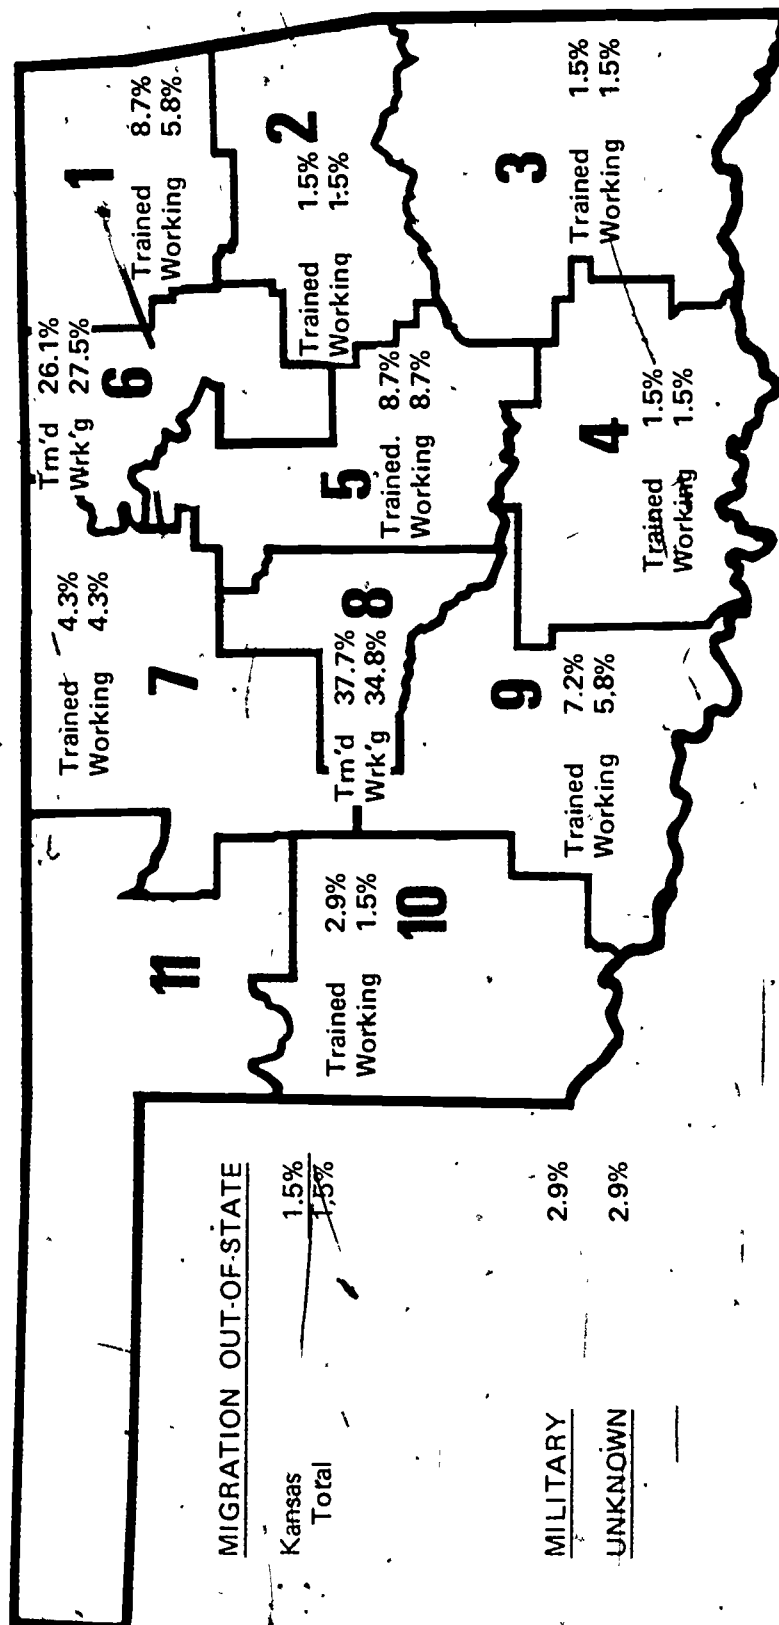 1
Trained 8.7%
Working 5.8%
2
Trained 1.5%
Working 1.5%
3
Trained 1.5%
Working 1.5%
4
Trained 1.5%
Working 1.5%
5
Trained. 8.7%
Working 8.7%
6
Trn'd 26.1%
Wrk'g 27.5%
7
Trained 4.3%
Working 4.3%
8
Trn'd 37.7%
Wrk'g 34.8%
9
Trained 7.2%
Working 5,8%
10
Trained 2.9%
Working 1.5%
11
MIGRATION OUT-OF-STATE
Kansas 1.5%
Total 1,5%
MILITARY 2.9%
UNKNOWN 2.9%